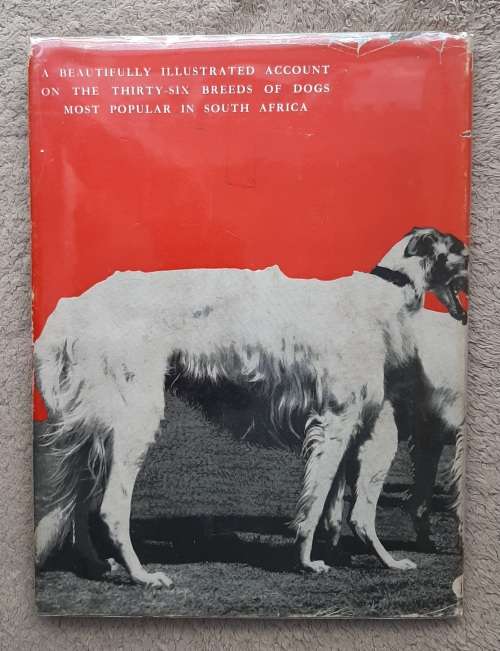 A BEAUTIFULLY ILLUSTRATED ACCOUNT
ON THE THIRTY-SIX BREEDS OF DOGS
MOST POPULAR IN SOUTH AFRICA